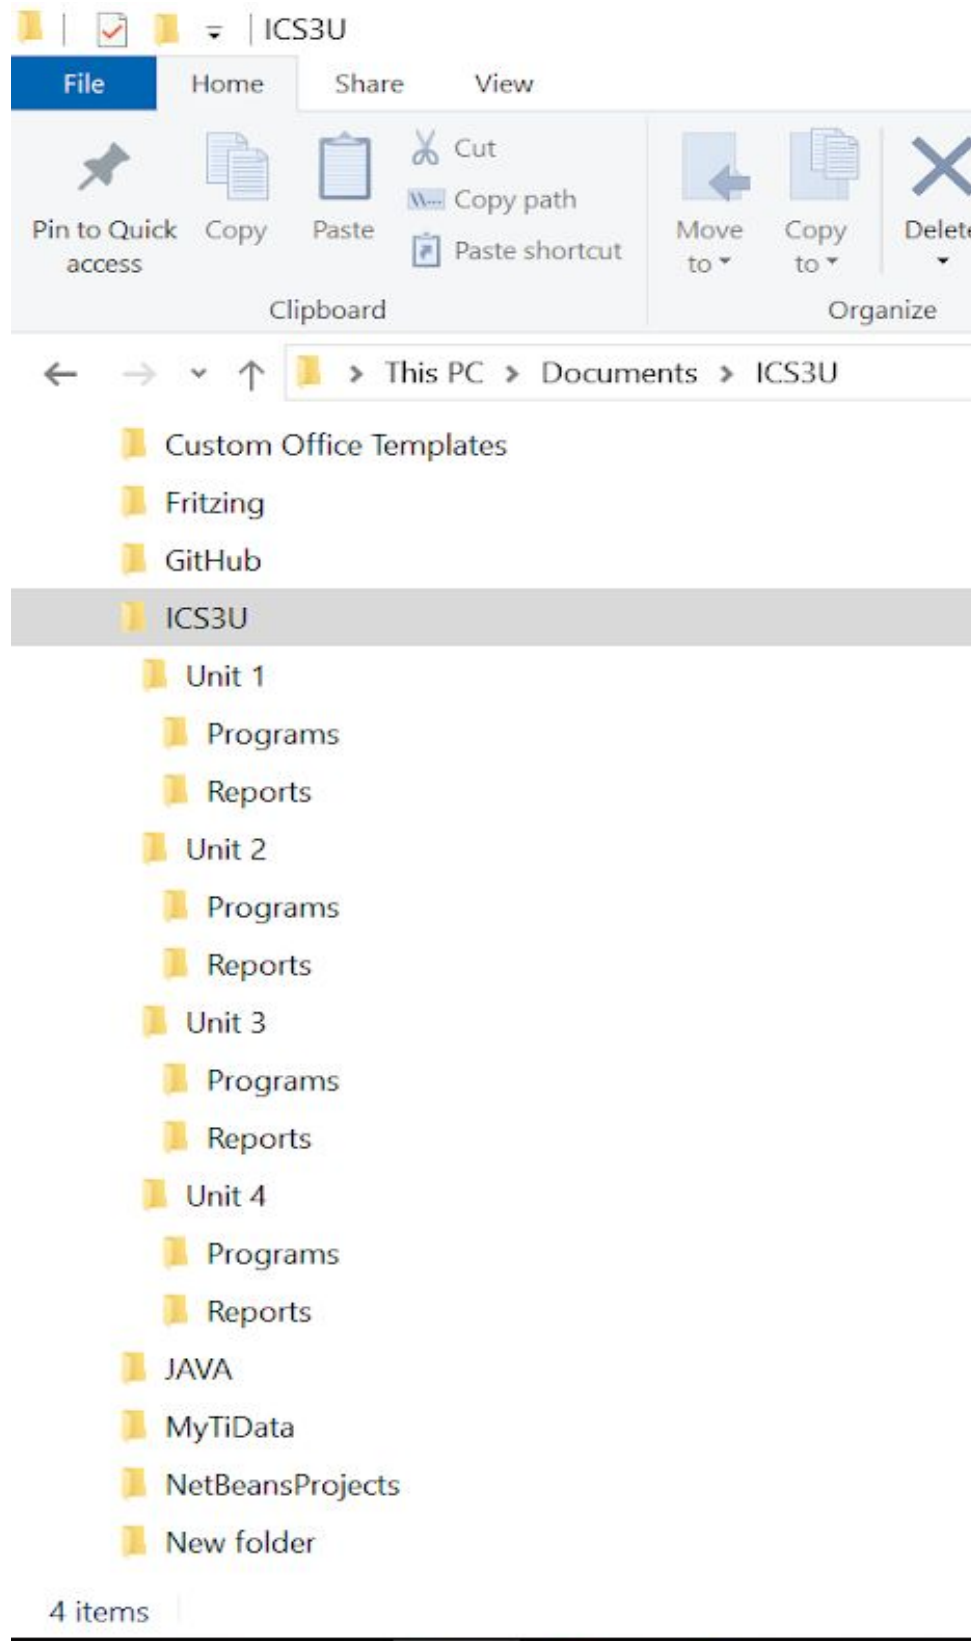 ICS3U
File Home Share View
Pin to Quick access
Copy
Paste
Cut
Copy path
Paste shortcut
Move to
Copy to
Delete
Clipboard
Organize
This PC > Documents > ICS3U
Custom Office Templates
Fritzing
GitHub
ICS3U
Unit 1
Programs
Reports
Unit 2
Programs
Reports
Unit 3
Programs
Reports
Unit 4
Programs
Reports
JAVA
MyTiData
NetBeansProjects
New folder
4 items